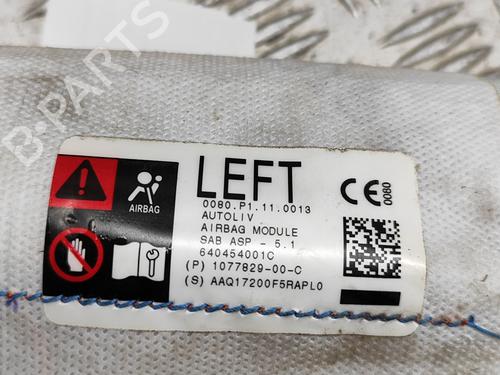 B-PARTS
LEFT
0080.P1.11.0013
AUTOLIV
AIRBAG MODULE
SAB ASP - 5.1
640454001C
(P) 1077829-00-C
(S) AAQ17200F5RAPL0
AIRBAG
CE 0080